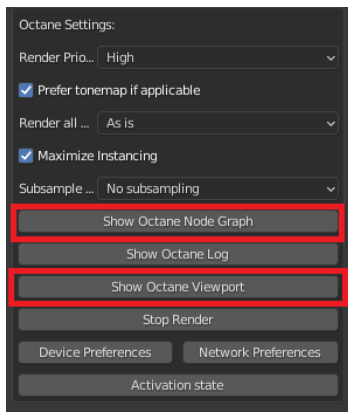 Octane Settings:
Render Prio... High
Prefer tonemap if applicable
Render all ... As is
Maximize Instancing
Subsample ... No subsampling
Show Octane Node Graph
Show Octane Log
Show Octane Viewport
Stop Render
Device Preferences Network Preferences
Activation state